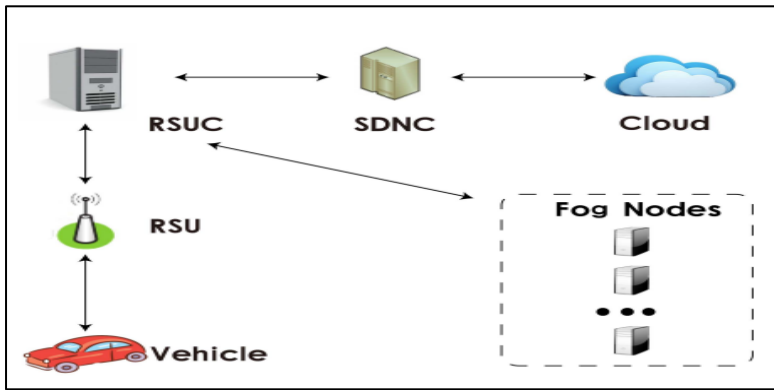 RSUC
SDNC
Cloud
RSU
Fog Nodes
Vehicle